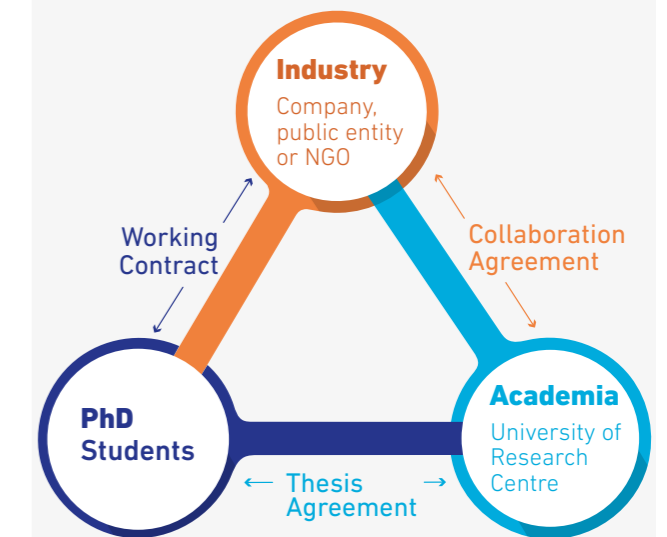 Industry
Company,
public entity
or NGO
Working
Contract
Collaboration
Agreement
PhD
Students
Academia
University of
Research
Centre
Thesis
Agreement